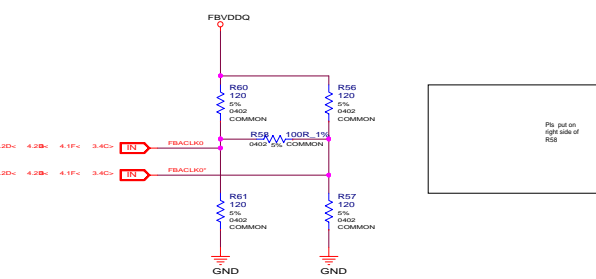 FBVDDQ
R60
120
5%
0402
COMMON
R56
120
5%
0402
COMMON
R58 100R_1%
0402 5% COMMON
4.2D< 4.2B< 4.1F< 3.4C> IN FBACLK0
4.2D< 4.2B< 4.1F< 3.4C> IN FBACLK0*
R61
120
5%
0402
COMMON
R57
120
5%
0402
COMMON
GND
GND
Pls put on
right side of
R58